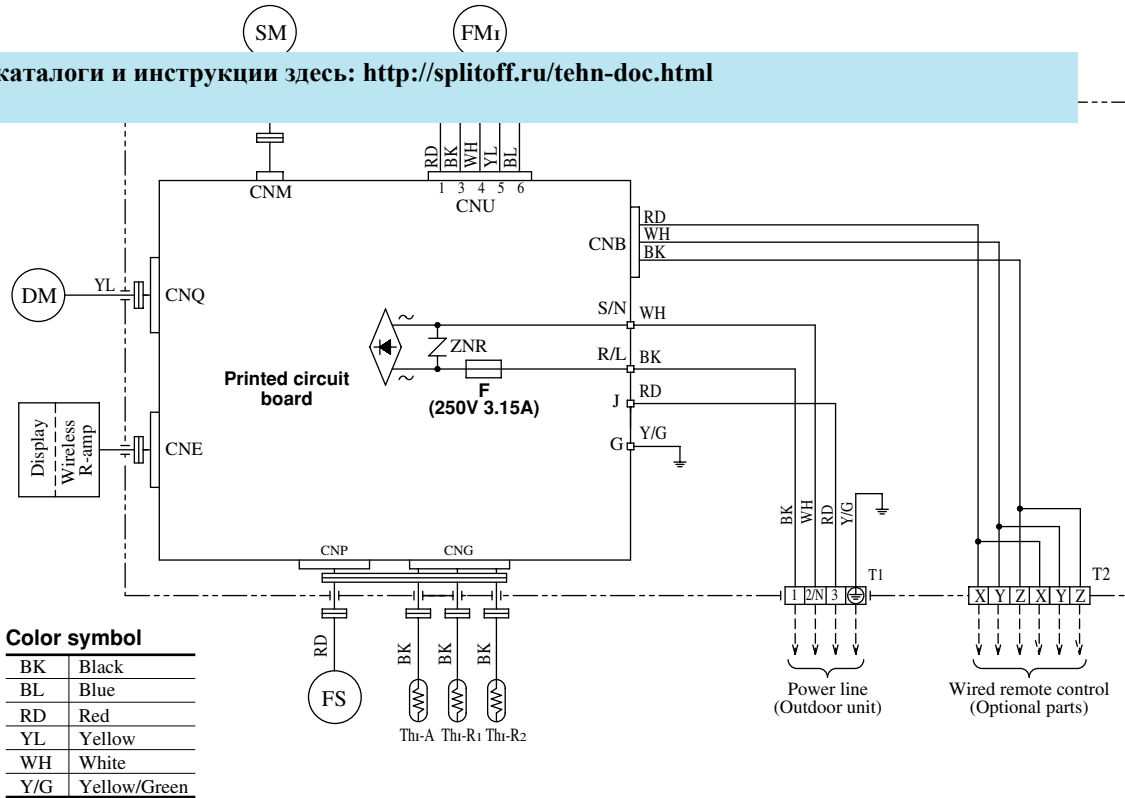 SM
FMI
каталоги и инструкции здесь: http://splitoff.ru/tehn-doc.html
RD
BK
WH
YL
BL
1 3 4 5 6
CNM
CNU
CNB
RD
WH
BK
DM
YL
CNQ
S/N
WH
ZNR
R/L
BK
Printed circuit
board
F
(250V 3.15A)
J
RD
G
Y/G
Display
Wireless
R-amp
CNE
BK
WH
RD
Y/G
CNP
CNG
T1
T2
1 2/N 3
X Y Z X Y Z
RD
BK
BK
BK
FS
ThI-A ThI-R1 ThI-R2
Power line
(Outdoor unit)
Wired remote control
(Optional parts)
Color symbol
BK Black
BL Blue
RD Red
YL Yellow
WH White
Y/G Yellow/Green